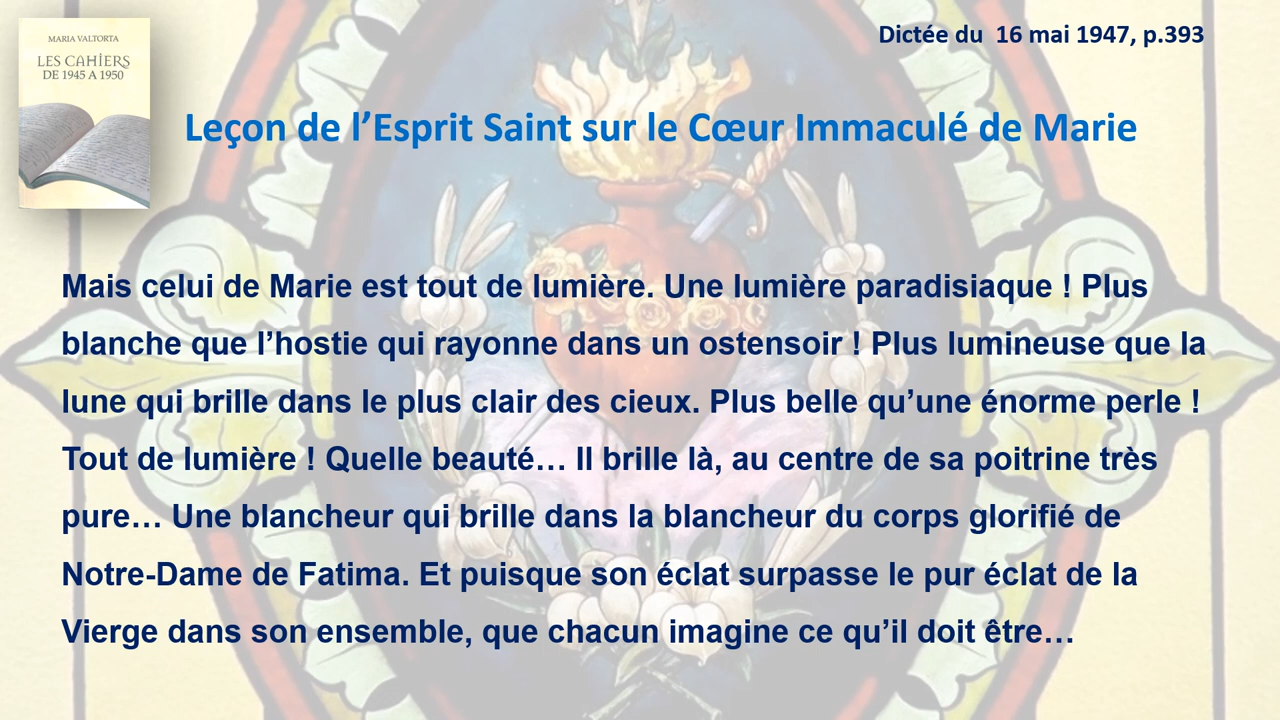 Dictée du  16 mai 1947, p.393
MARIA VALTORTA
LES CAHIERS
DE 1945 A 1950
Leçon de l’Esprit Saint sur le Cœur Immaculé de Marie
Mais celui de Marie est tout de lumière. Une lumière paradisiaque ! Plus
blanche que l’hostie qui rayonne dans un ostensoir ! Plus lumineuse que la
lune qui brille dans le plus clair des cieux. Plus belle qu’une énorme perle !
Tout de lumière ! Quelle beauté… Il brille là, au centre de sa poitrine très
pure… Une blancheur qui brille dans la blancheur du corps glorifié de
Notre-Dame de Fatima. Et puisque son éclat surpasse le pur éclat de la
Vierge dans son ensemble, que chacun imagine ce qu’il doit être…